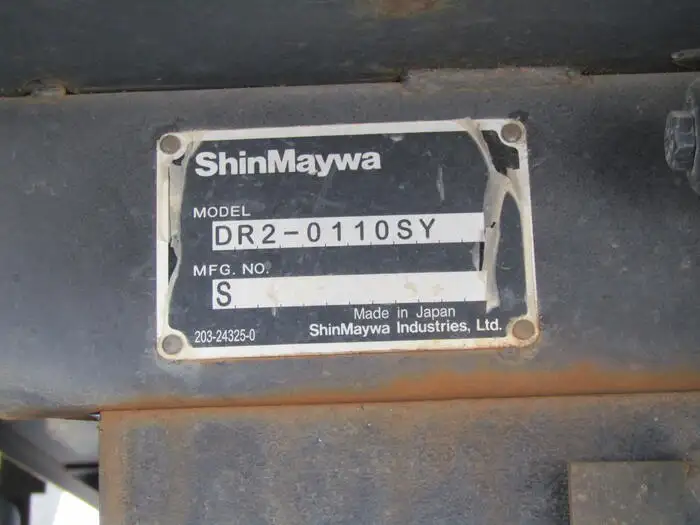 ShinMaywa
MODEL
DR2-0110SY
MFG. NO.
S
Made in Japan
203-24325-0
ShinMaywa Industries, Ltd.